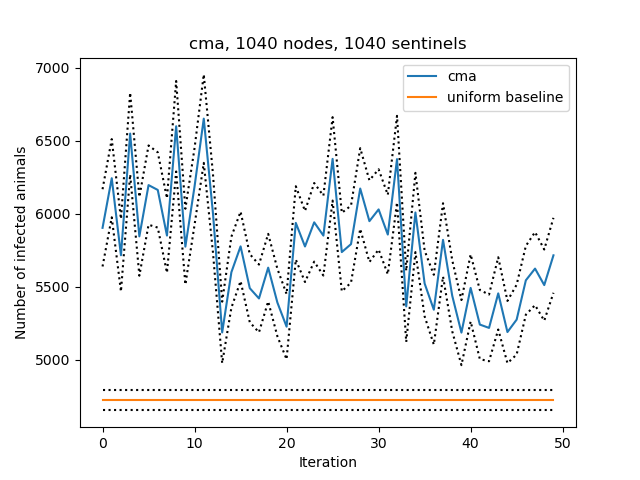 cma, 1040 nodes, 1040 sentinels
7000
6500
6000
5500
5000
Number of infected animals
cma
uniform baseline
0 10 20 30 40 50
Iteration